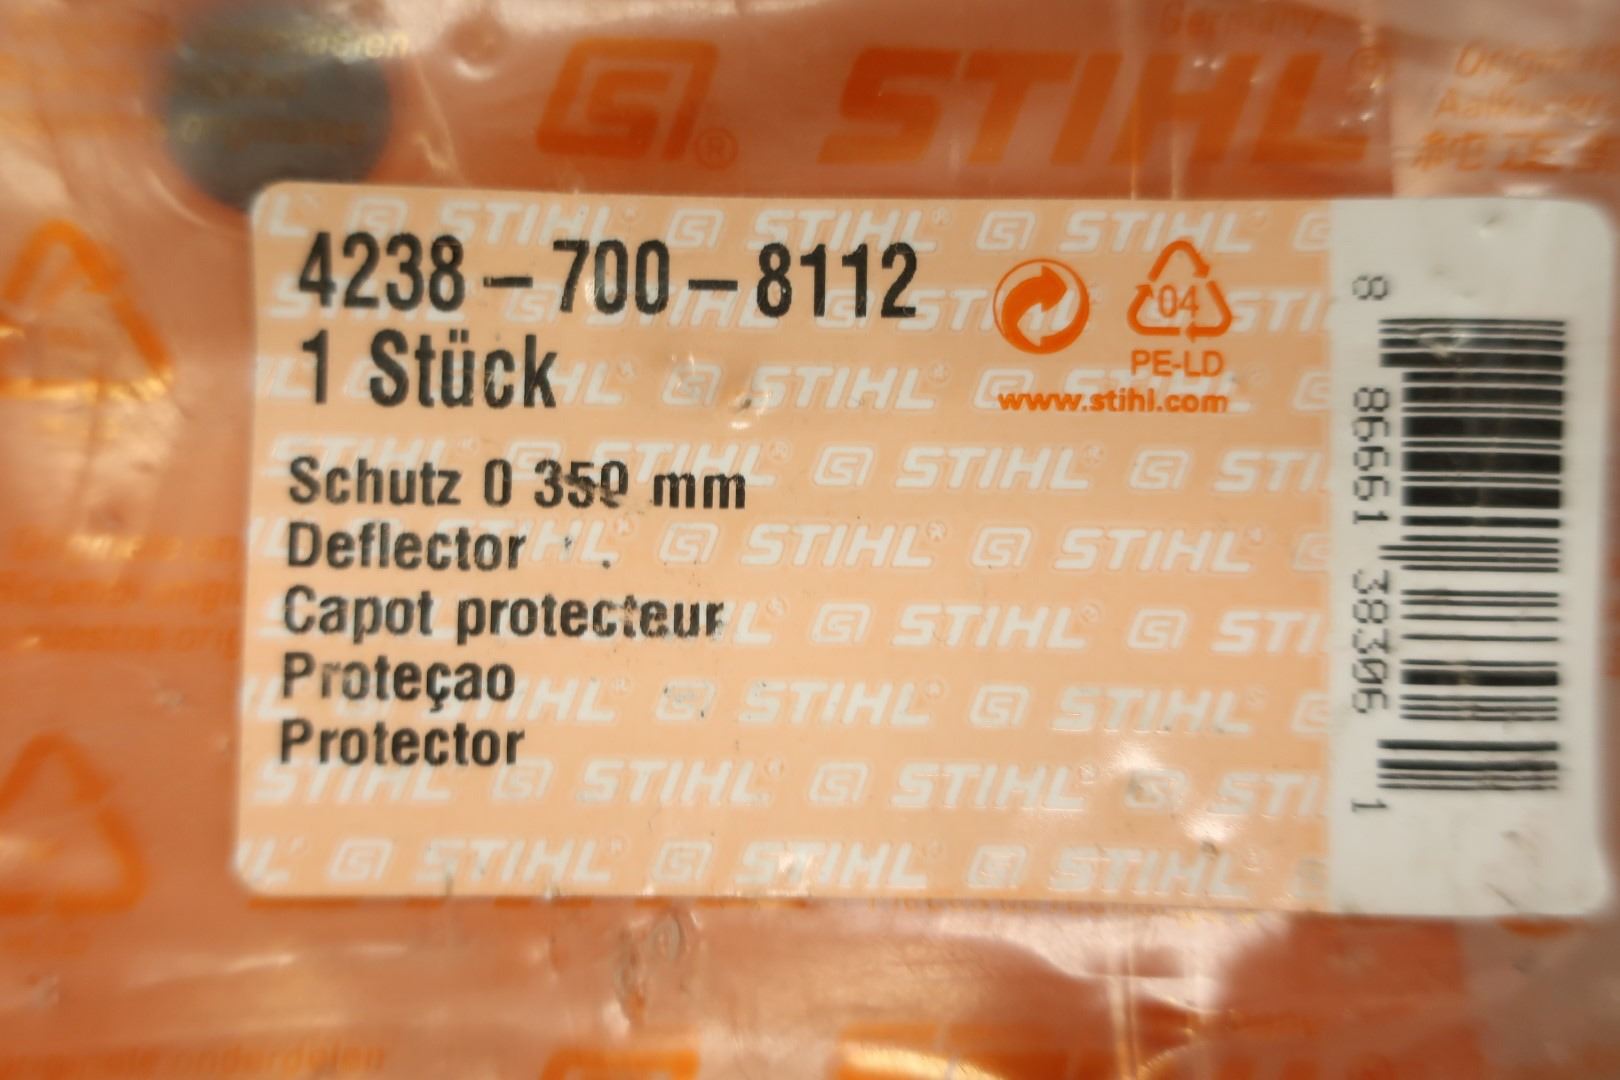 STIHL®
4238-700-8112
1 Stück
04
PE-LD
www.stihl.com
Schutz 0 350 mm
Deflector
Capot protecteur
Proteçao
Protector
8 86661 38306 1